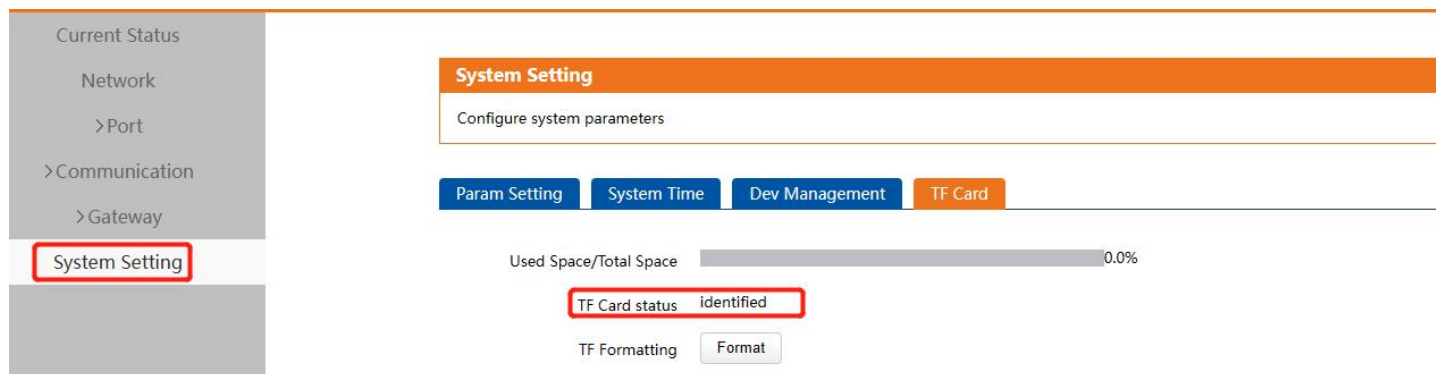 Current Status
Network
>Port
>Communication
>Gateway
System Setting
System Setting
Configure system parameters
Param Setting System Time Dev Management TF Card
Used Space/Total Space 0.0%
TF Card status identified
TF Formatting Format